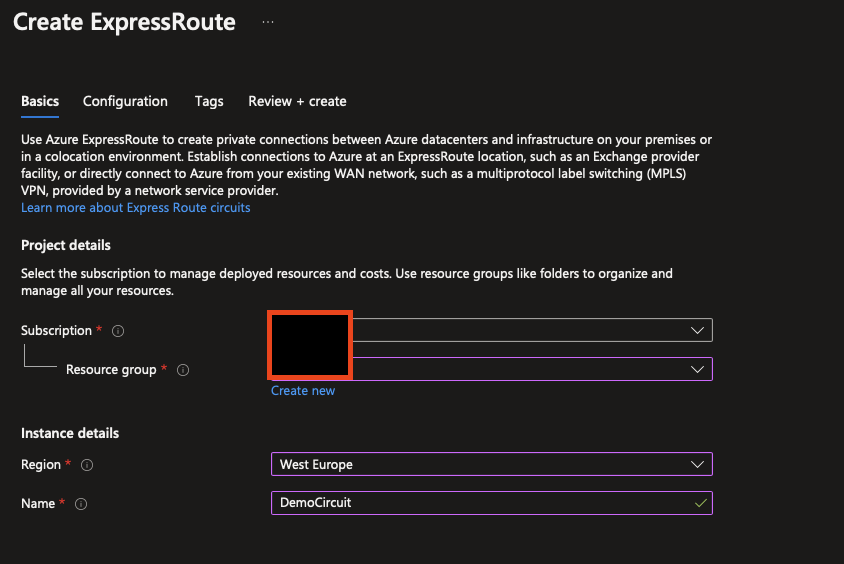 Create ExpressRoute ...
Basics Configuration Tags Review + create
Use Azure ExpressRoute to create private connections between Azure datacenters and infrastructure on your premises or
in a colocation environment. Establish connections to Azure at an ExpressRoute location, such as an Exchange provider
facility, or directly connect to Azure from your existing WAN network, such as a multiprotocol label switching (MPLS)
VPN, provided by a network service provider.
Learn more about Express Route circuits
Project details
Select the subscription to manage deployed resources and costs. Use resource groups like folders to organize and
manage all your resources.
Subscription *
Resource group *
Create new
Instance details
Region * West Europe
Name * DemoCircuit